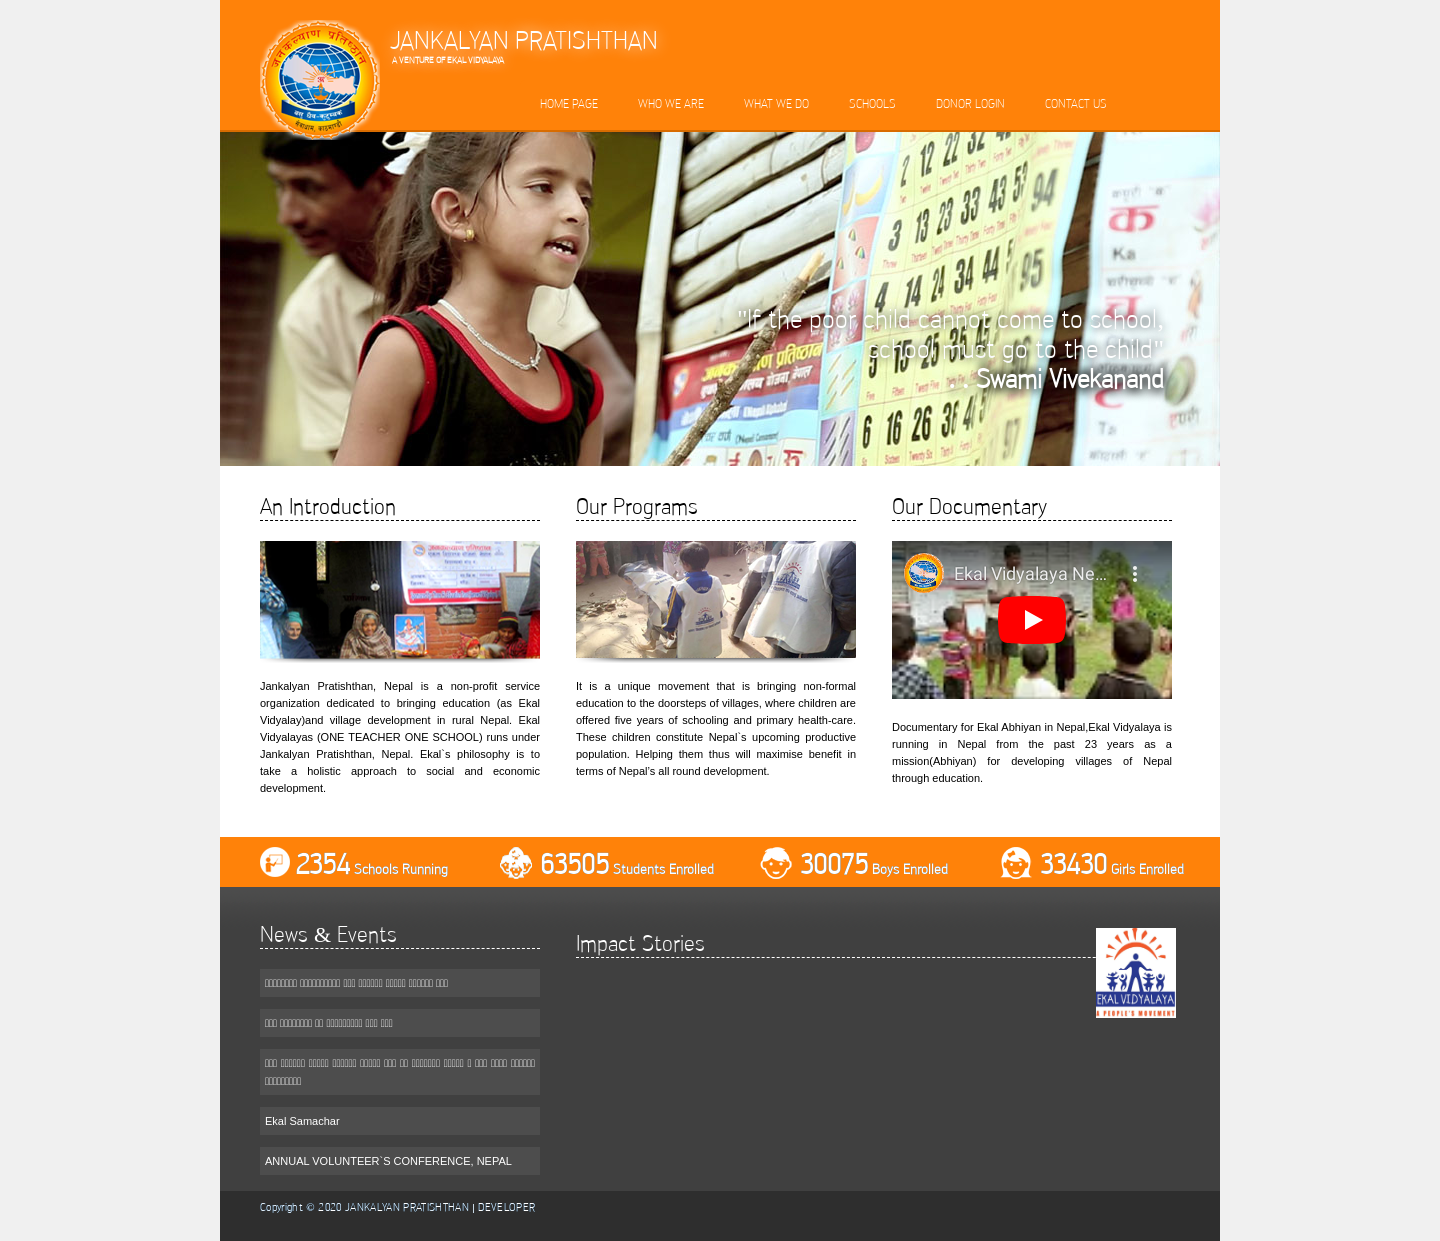 JANKALYAN PRATISHTHAN
A VENTURE OF EKAL VIDYALAYA
जनकल्याण प्रतिष्ठान
HOME PAGE WHO WE ARE WHAT WE DO SCHOOLS DONOR LOGIN CONTACT US
"If the poor child cannot come to school,
school must go to the child"
. . Swami Vivekanand
An Introduction
Our Programs
Our Documentary
Ekal Vidyalaya Ne...
Jankalyan Pratishthan, Nepal is a non-profit service
organization dedicated to bringing education (as Ekal
Vidyalay)and village development in rural Nepal. Ekal
Vidyalayas (ONE TEACHER ONE SCHOOL) runs under
Jankalyan Pratishthan, Nepal. Ekal`s philosophy is to
take a holistic approach to social and economic
development.
It is a unique movement that is bringing non-formal
education to the doorsteps of villages, where children are
offered five years of schooling and primary health-care.
These children constitute Nepal`s upcoming productive
population. Helping them thus will maximise benefit in
terms of Nepal's all round development.
Documentary for Ekal Abhiyan in Nepal,Ekal Vidyalaya is
running in Nepal from the past 23 years as a
mission(Abhiyan) for developing villages of Nepal
through education.
2354 Schools Running
63505 Students Enrolled
30075 Boys Enrolled
33430 Girls Enrolled
News & Events
Ekal Samachar
ANNUAL VOLUNTEER`S CONFERENCE, NEPAL
Impact Stories
EKAL VIDYALAYA
A PEOPLE'S MOVEMENT
Copyright © 2020 JANKALYAN PRATISHTHAN | DEVELOPER